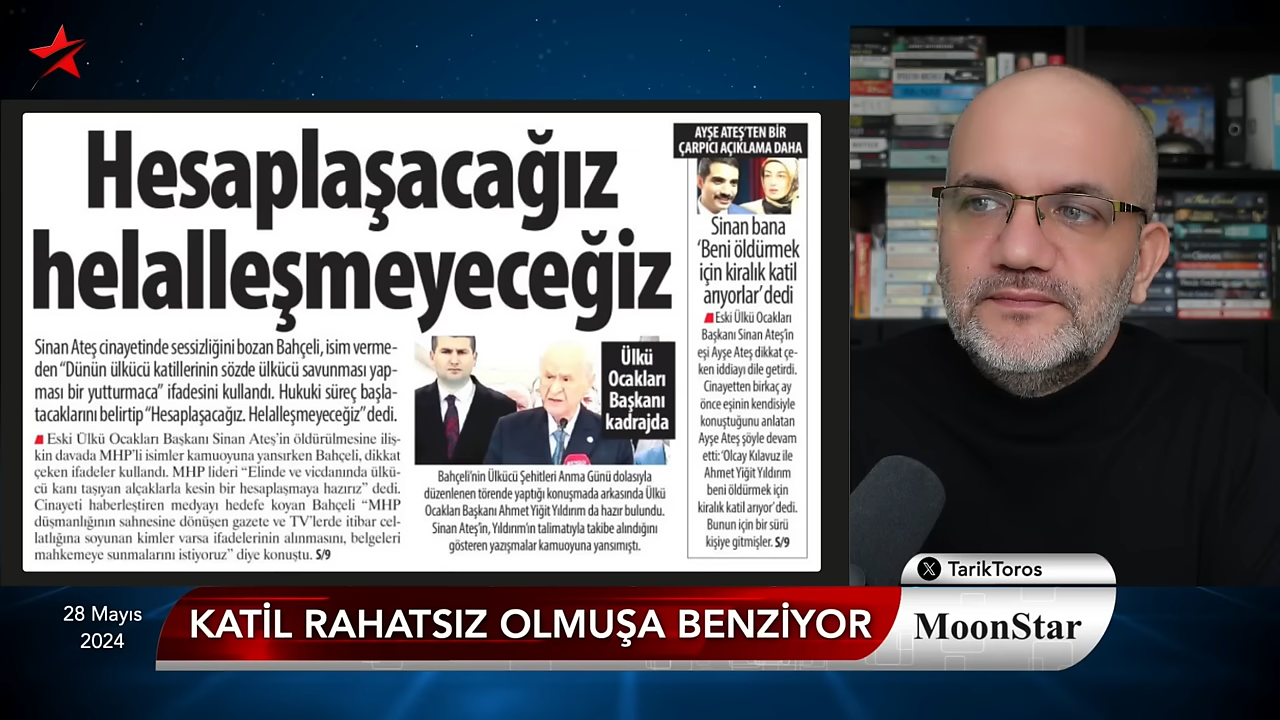 Hesaplaşacağız
helalleşmeyeceğiz
Sinan Ateş cinayetinde sessizliğini bozan Bahçeli, isim verme-
den “Dünün ülkücü katillerinin sözde ülkücü savunması yap-
ması bir yutturmaca” ifadesini kullandı. Hukuki süreç başla-
tacaklarını belirtip “Hesaplaşacağız. Helalleşmeyeceğiz” dedi.
Eski Ülkü Ocakları Başkanı Sinan Ateş’in öldürülmesine iliş-
kin davada MHP’li isimler kamuoyuna yansırken Bahçeli, dikkat
çeken ifadeler kullandı. MHP lideri “Elinde ve vicdanında ülkü-
cü kanı taşıyan alçaklarla kesin bir hesaplaşmaya hazırız” dedi.
Cinayeti haberleştiren medyayı hedefe koyan Bahçeli “MHP
düşmanlığının sahnesine dönüşen gazete ve TV’lerde itibar cel-
latlığına soyunan kimler varsa ifadelerinin alınmasını, belgeleri
mahkemeye sunmalarını istiyoruz” diye konuştu. S/9
Ülkü
Ocakları
Başkanı
kadrajda
Bahçeli’nin Ülkücü Şehitleri Anma Günü dolasıyla
düzenlenen törende yaptığı konuşmada arkasında Ülkü
Ocakları Başkanı Ahmet Yiğit Yıldırım da hazır bulundu.
Sinan Ateş’in, Yıldırım’ın talimatıyla takibe alındığını
gösteren yazışmalar kamuoyuna yansımıştı.
AYŞE ATEŞ’TEN BİR
ÇARPICI AÇIKLAMA DAHA
Sinan bana
‘Beni öldürmek
için kiralık katil
arıyorlar’ dedi
Eski Ülkü Ocakları
Başkanı Sinan Ateş’in
eşi Ayşe Ateş dikkat çe-
ken iddiayı dile getirdi.
Cinayetten birkaç ay
önce eşinin kendisiyle
konuştuğunu anlatan
Ayşe Ateş şöyle devam
etti: ‘Olcay Kılavuz ile
Ahmet Yiğit Yıldırım
beni öldürmek için
kiralık katil arıyor’ dedi.
Bunun için bir sürü
kişiye gitmişler. S/9
TarikToros
28 Mayıs
2024
KATİL RAHATSIZ OLMUŞA BENZİYOR
MoonStar